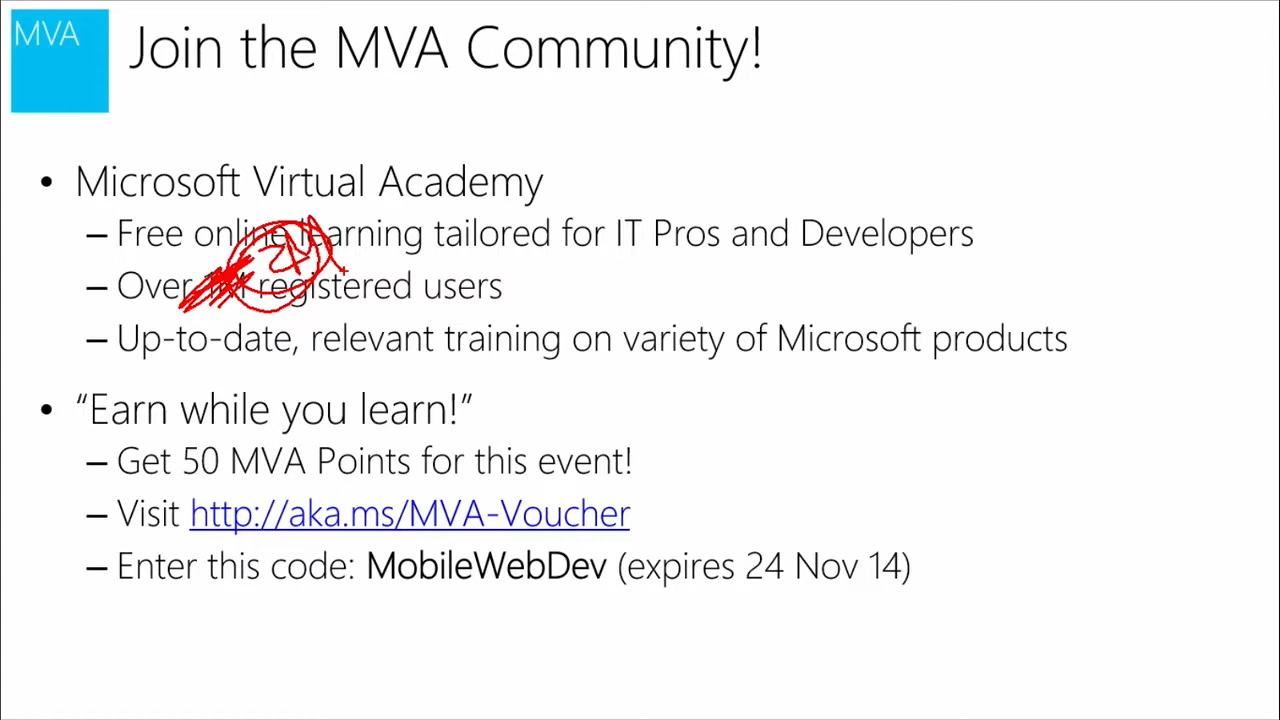 MVA
Join the MVA Community!
• Microsoft Virtual Academy
– Free online learning tailored for IT Pros and Developers
2M
– Over 1M registered users
– Up-to-date, relevant training on variety of Microsoft products
• “Earn while you learn!”
– Get 50 MVA Points for this event!
– Visit http://aka.ms/MVA-Voucher
– Enter this code: MobileWebDev (expires 24 Nov 14)